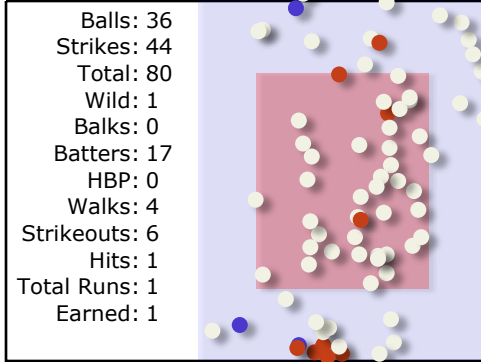 Balls: 36
Strikes: 44
Total: 80
Wild: 1
Balks: 0
Batters: 17
HBP: 0
Walks: 4
Strikeouts: 6
Hits: 1
Total Runs: 1
Earned: 1